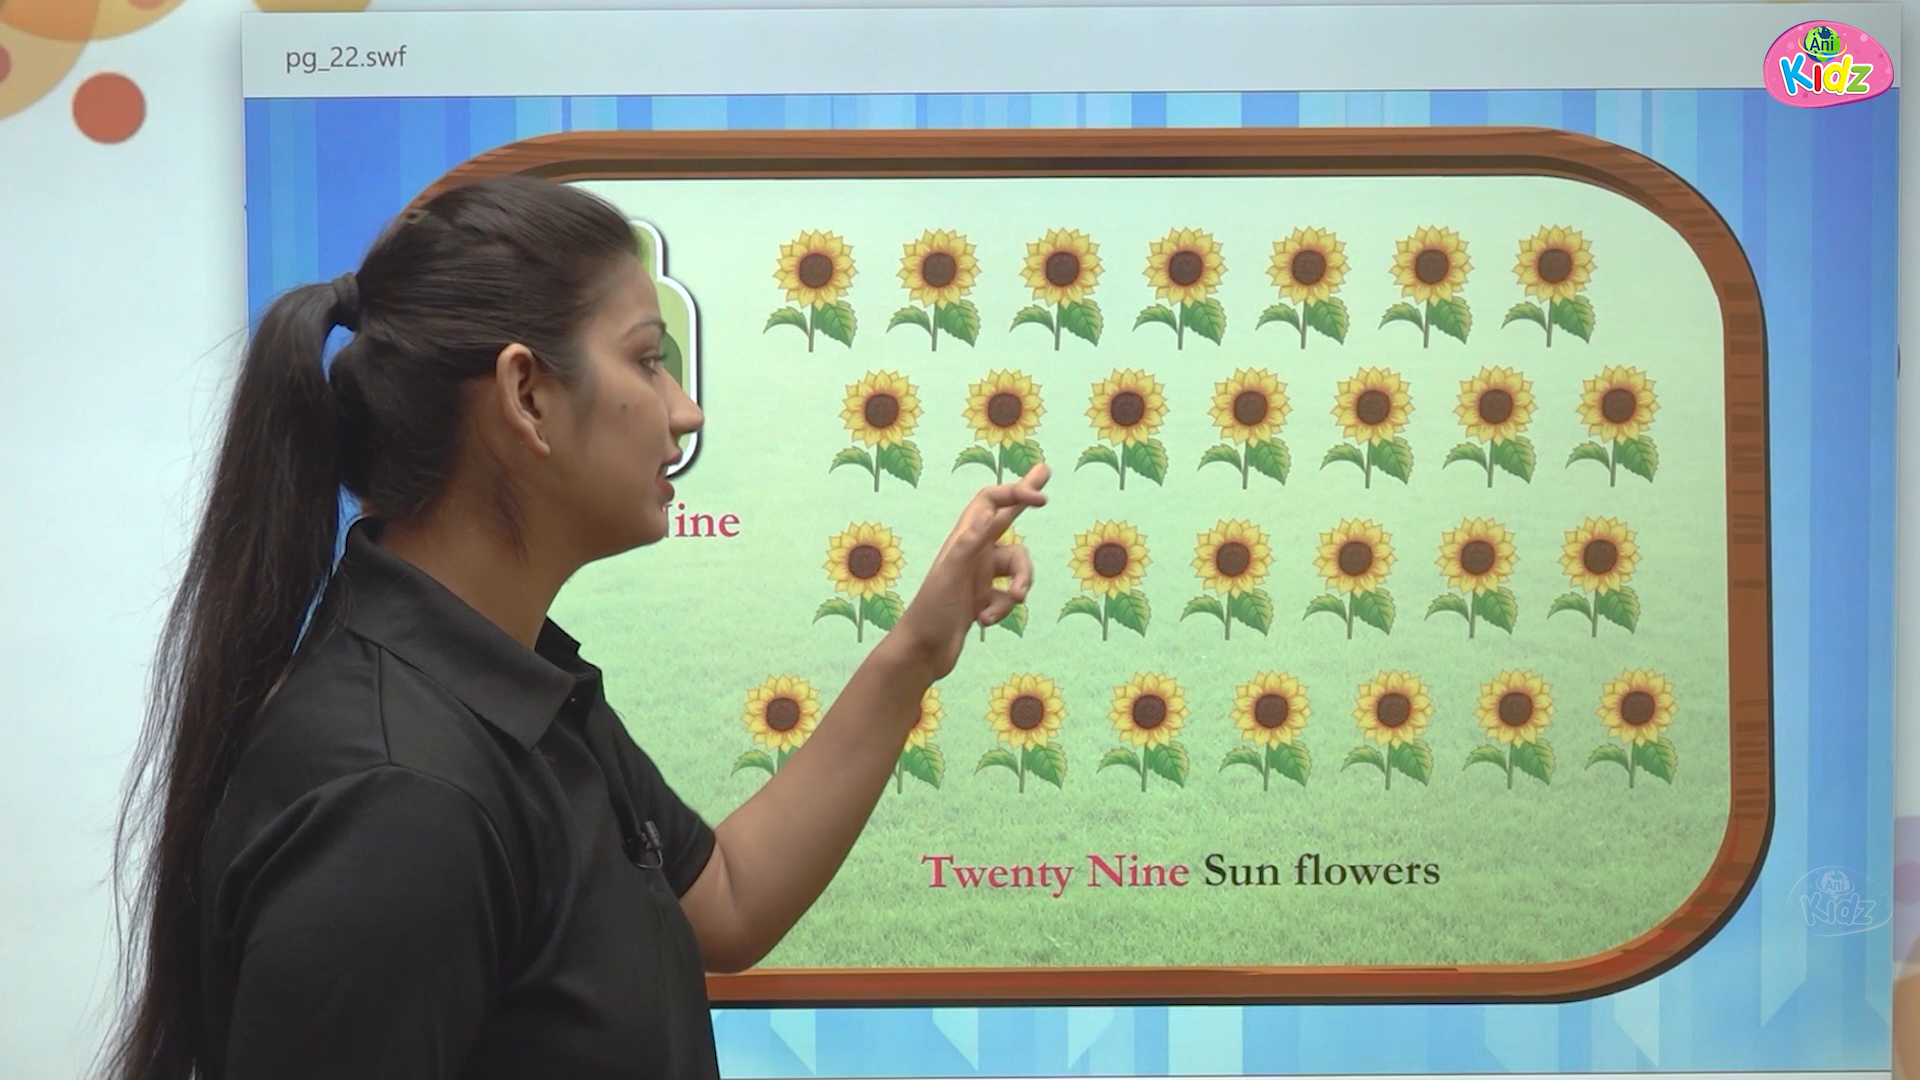 pg_22.swf
Ani
Kidz
ine
Twenty Nine Sun flowers
Ani
Kidz